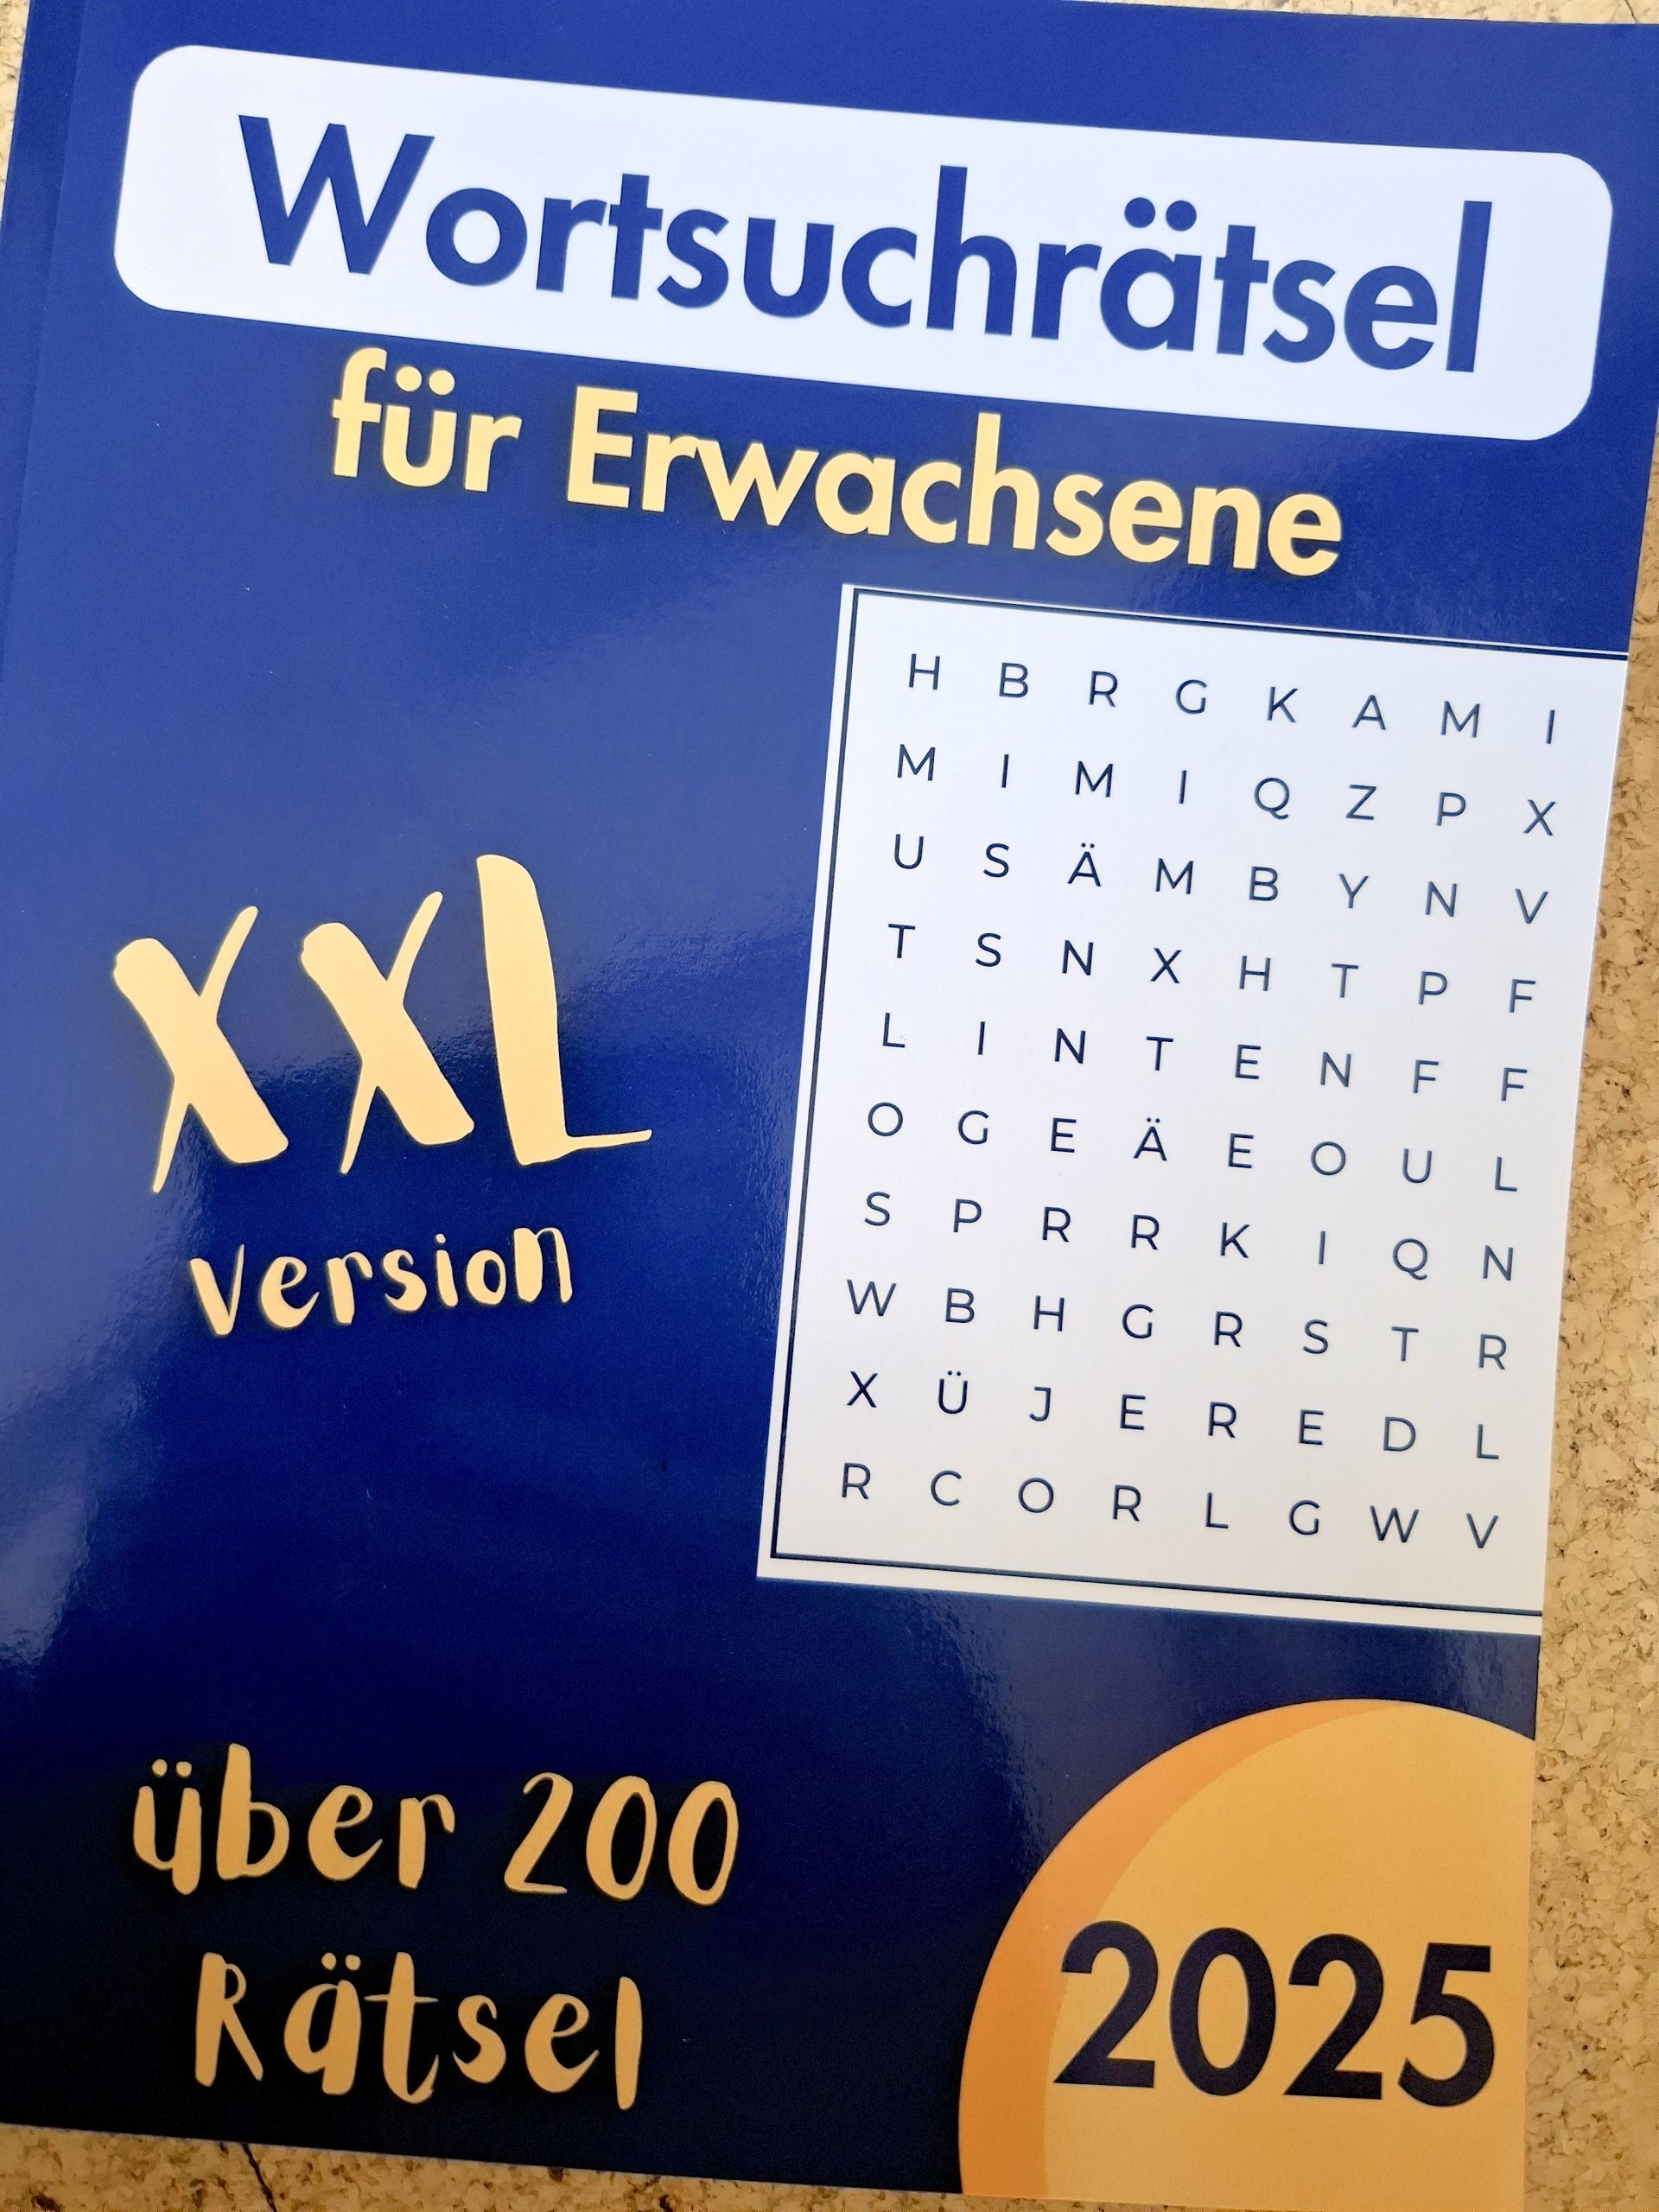 Wortsuchrätsel
für Erwachsene
H B R G K A M I
M I M I Q Z P X
U S Ä M B Y N V
T S N X H T P F
L I N T E N F F
O G E Ä E O U L
S P R R K I Q N
W B H G R S T R
X Ü J E R E D L
R C O R L G W V
XXL
Version
über 200
Rätsel
2025